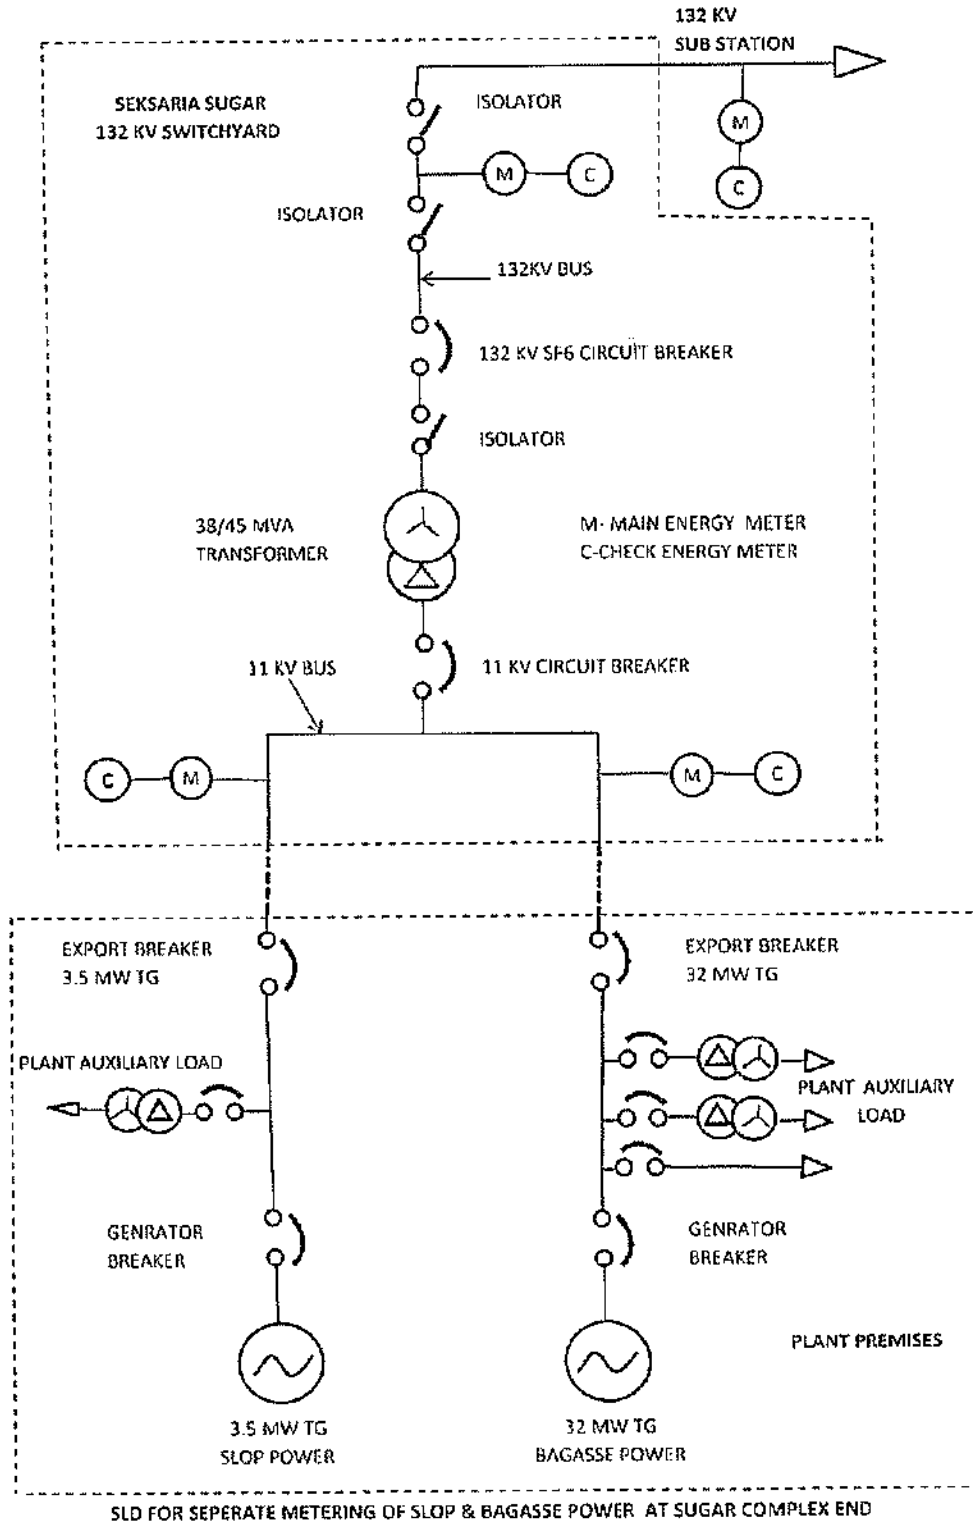 132 KV
SUB STATION
SEKSARIA SUGAR
132 KV SWITCHYARD
ISOLATOR
M
C
M
C
ISOLATOR
132KV BUS
132 KV SF6 CIRCUIT BREAKER
ISOLATOR
38/45 MVA
TRANSFORMER
M- MAIN ENERGY METER
C-CHECK ENERGY METER
11 KV BUS
11 KV CIRCUIT BREAKER
C
M
M
C
EXPORT BREAKER
3.5 MW TG
EXPORT BREAKER
32 MW TG
PLANT AUXILIARY LOAD
PLANT AUXILIARY
LOAD
GENRATOR
BREAKER
GENRATOR
BREAKER
PLANT PREMISES
3.5 MW TG
SLOP POWER
32 MW TG
BAGASSE POWER
SLD FOR SEPERATE METERING OF SLOP & BAGASSE POWER AT SUGAR COMPLEX END